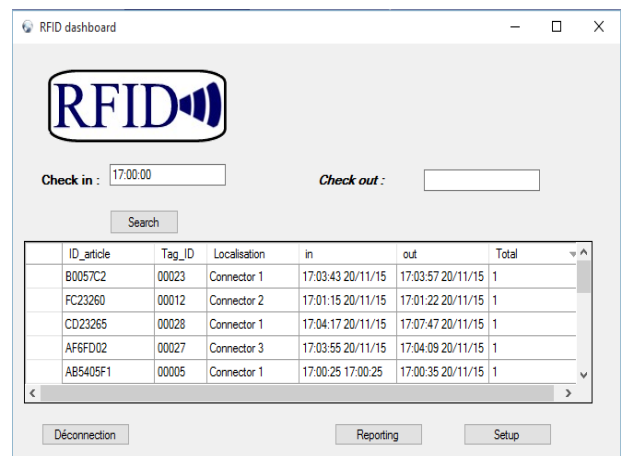 RFID dashboard
RFID
Check in : 17:00:00 Check out :
Search
ID_article Tag_ID Localisation in out Total
B0057C2 00023 Connector 1 17:03:43 20/11/15 17:03:57 20/11/15 1
FC23260 00012 Connector 2 17:01:15 20/11/15 17:01:22 20/11/15 1
CD23265 00028 Connector 1 17:04:17 20/11/15 17:07:47 20/11/15 1
AF6FD02 00027 Connector 3 17:03:55 20/11/15 17:04:09 20/11/15 1
AB5405F1 00005 Connector 1 17:00:25 17:00:25 17:00:35 20/11/15 1
Déconnection Reporting Setup